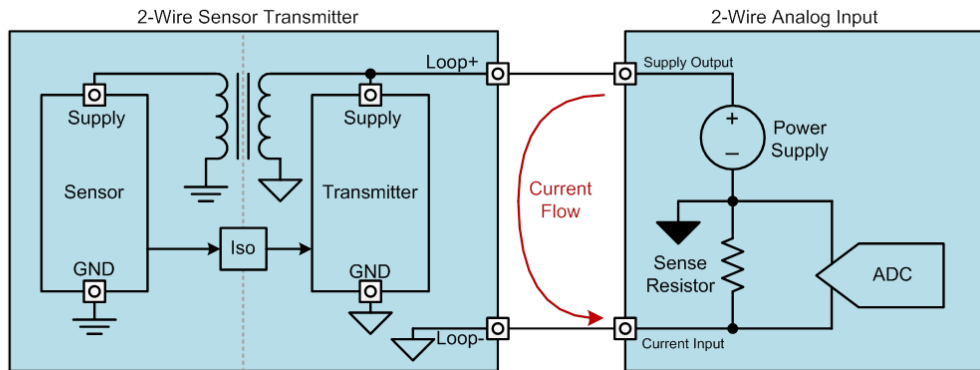 2-Wire Sensor Transmitter
2-Wire Analog Input
Loop+
Supply Output
Supply
Supply
+
Power
Supply
–
Sensor
Transmitter
Current
Flow
Iso
Sense
Resistor
ADC
GND
GND
Loop-
Current Input